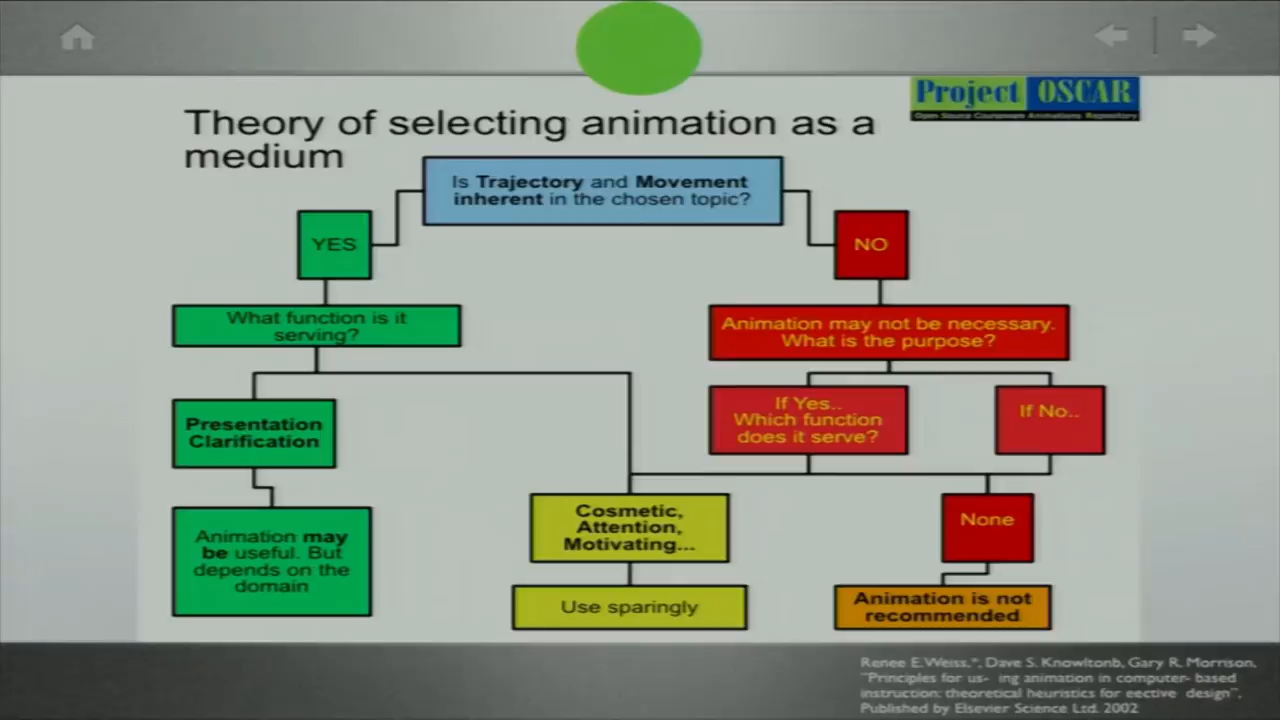 Project OSCAR
Open Source Courseware Animations Repository
Theory of selecting animation as a
medium
Is Trajectory and Movement
inherent in the chosen topic?
YES
NO
What function is it
serving?
Animation may not be necessary.
What is the purpose?
Presentation
Clarification
If Yes..
Which function
does it serve?
If No..
Animation may
be useful. But
depends on the
domain
Cosmetic,
Attention,
Motivating...
None
Use sparingly
Animation is not
recommended
Renee E.Weiss,*, Dave S. Knowltonb, Gary R. Morrison,
"Principles for us- ing animation in computer- based
instruction: theoretical heuristics for eective design",
Published by Elsevier Science Ltd. 2002